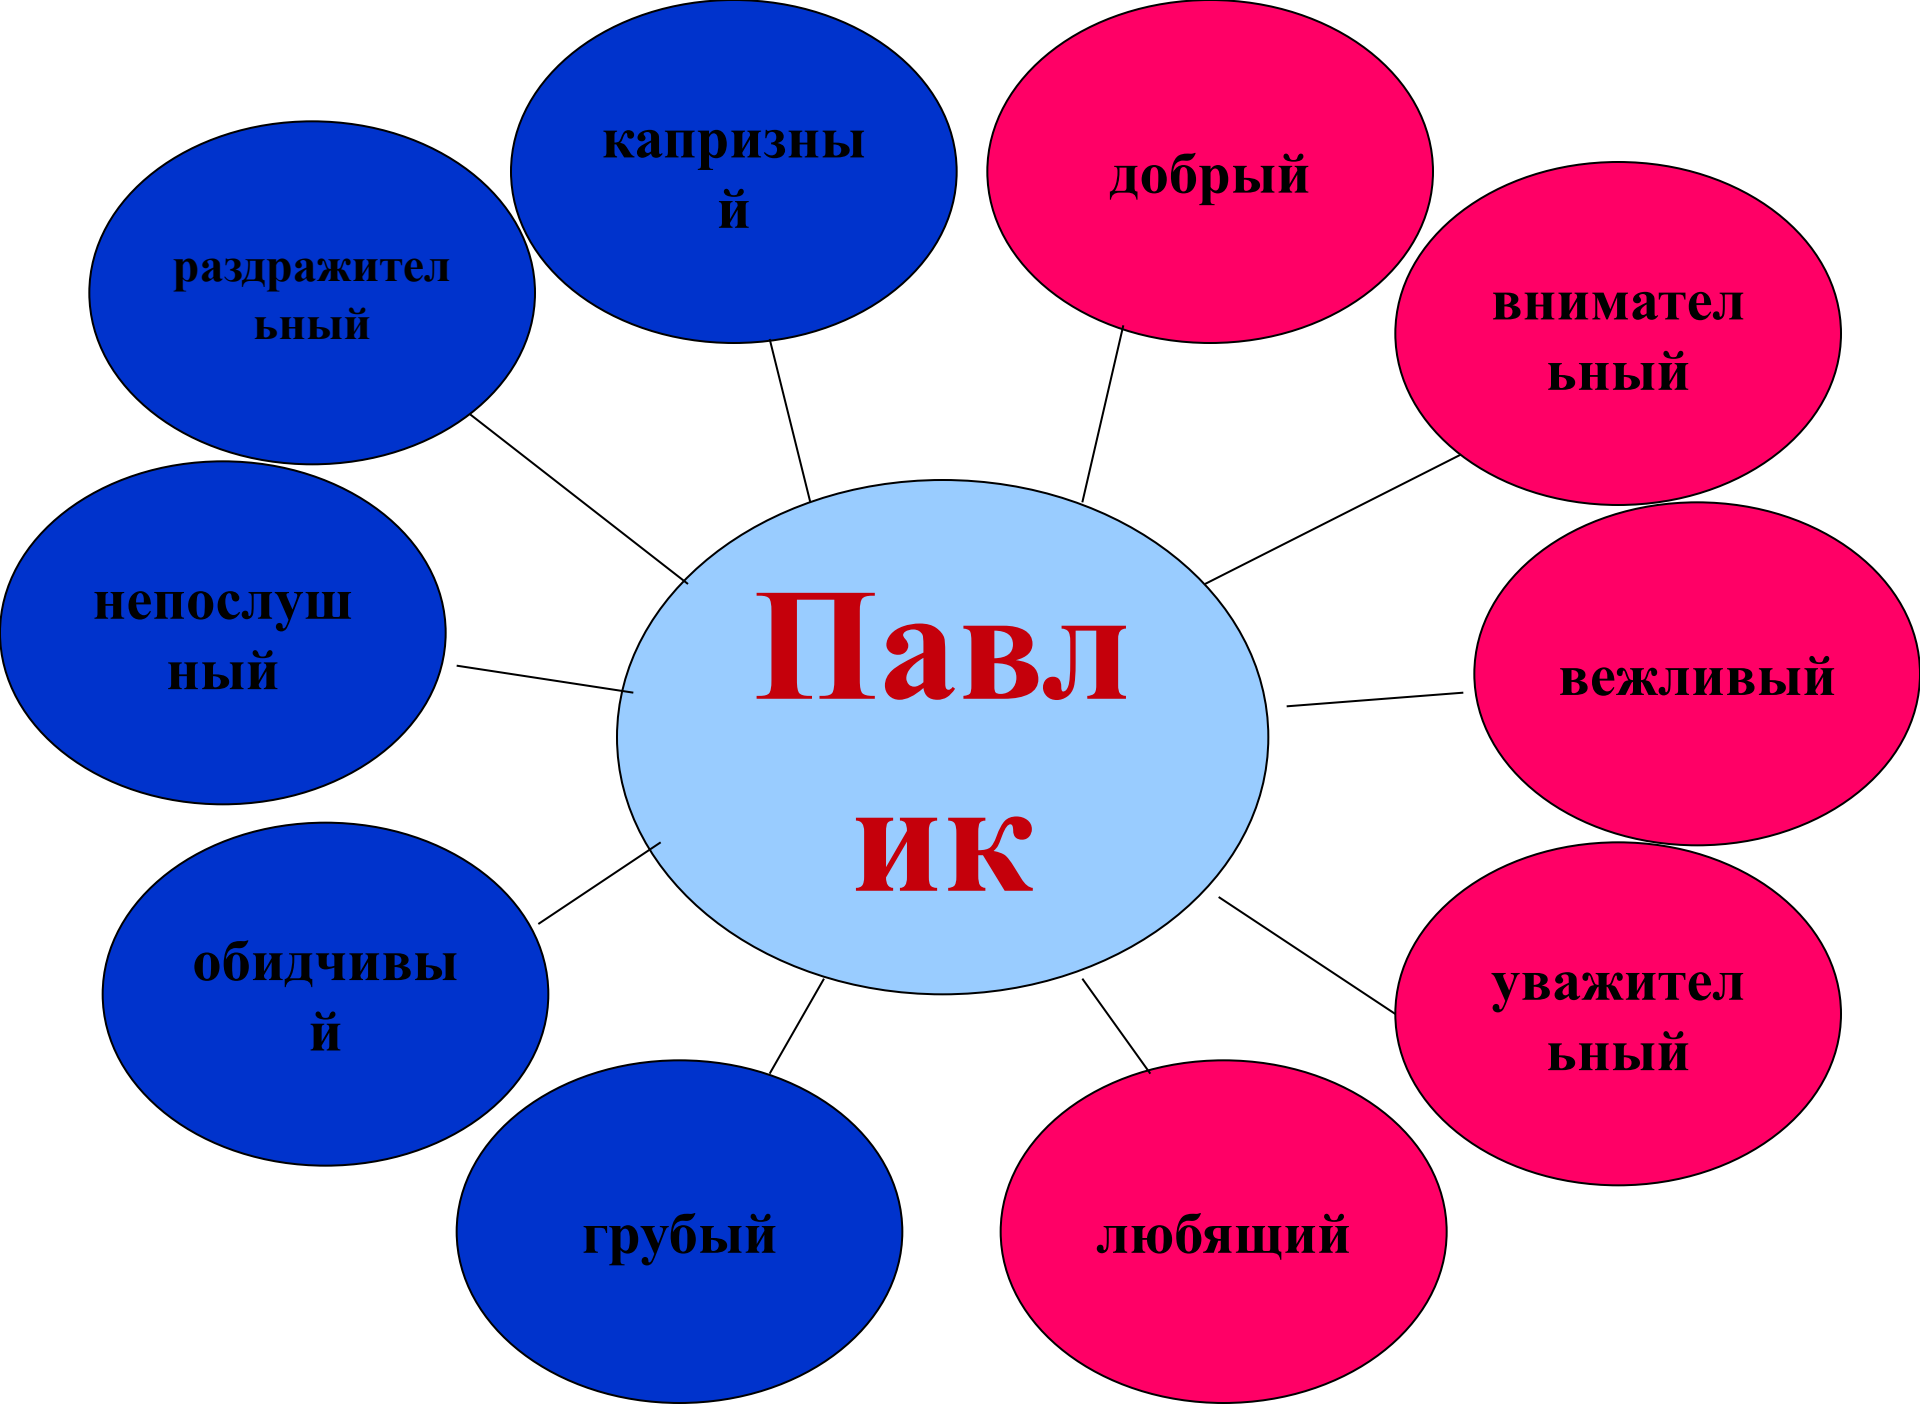 капризны
й
добрый
раздражител
ьный
внимател
ьный
непослуш
ный
Павл
ик
вежливый
обидчивы
й
уважител
ьный
грубый
любящий